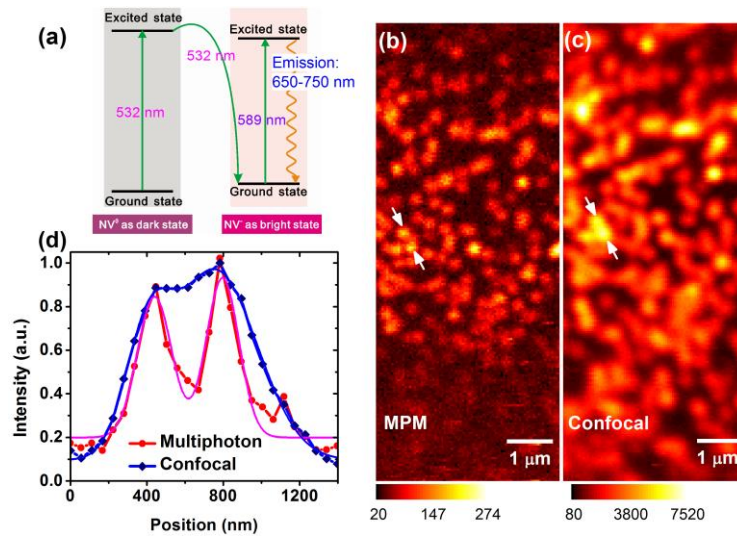 (a)
Excited state
Excited state
532 nm
Emission:
650-750 nm
532 nm
589 nm
Ground state
Ground state
NV⁰ as dark state
NV⁻ as bright state
(b)
MPM
1 μm
20 147 274
(c)
Confocal
1 μm
80 3800 7520
(d)
Intensity (a.u.)
1.0
0.8
0.6
0.4
0.2
0.0
Multiphoton
Confocal
0 400 800 1200
Position (nm)